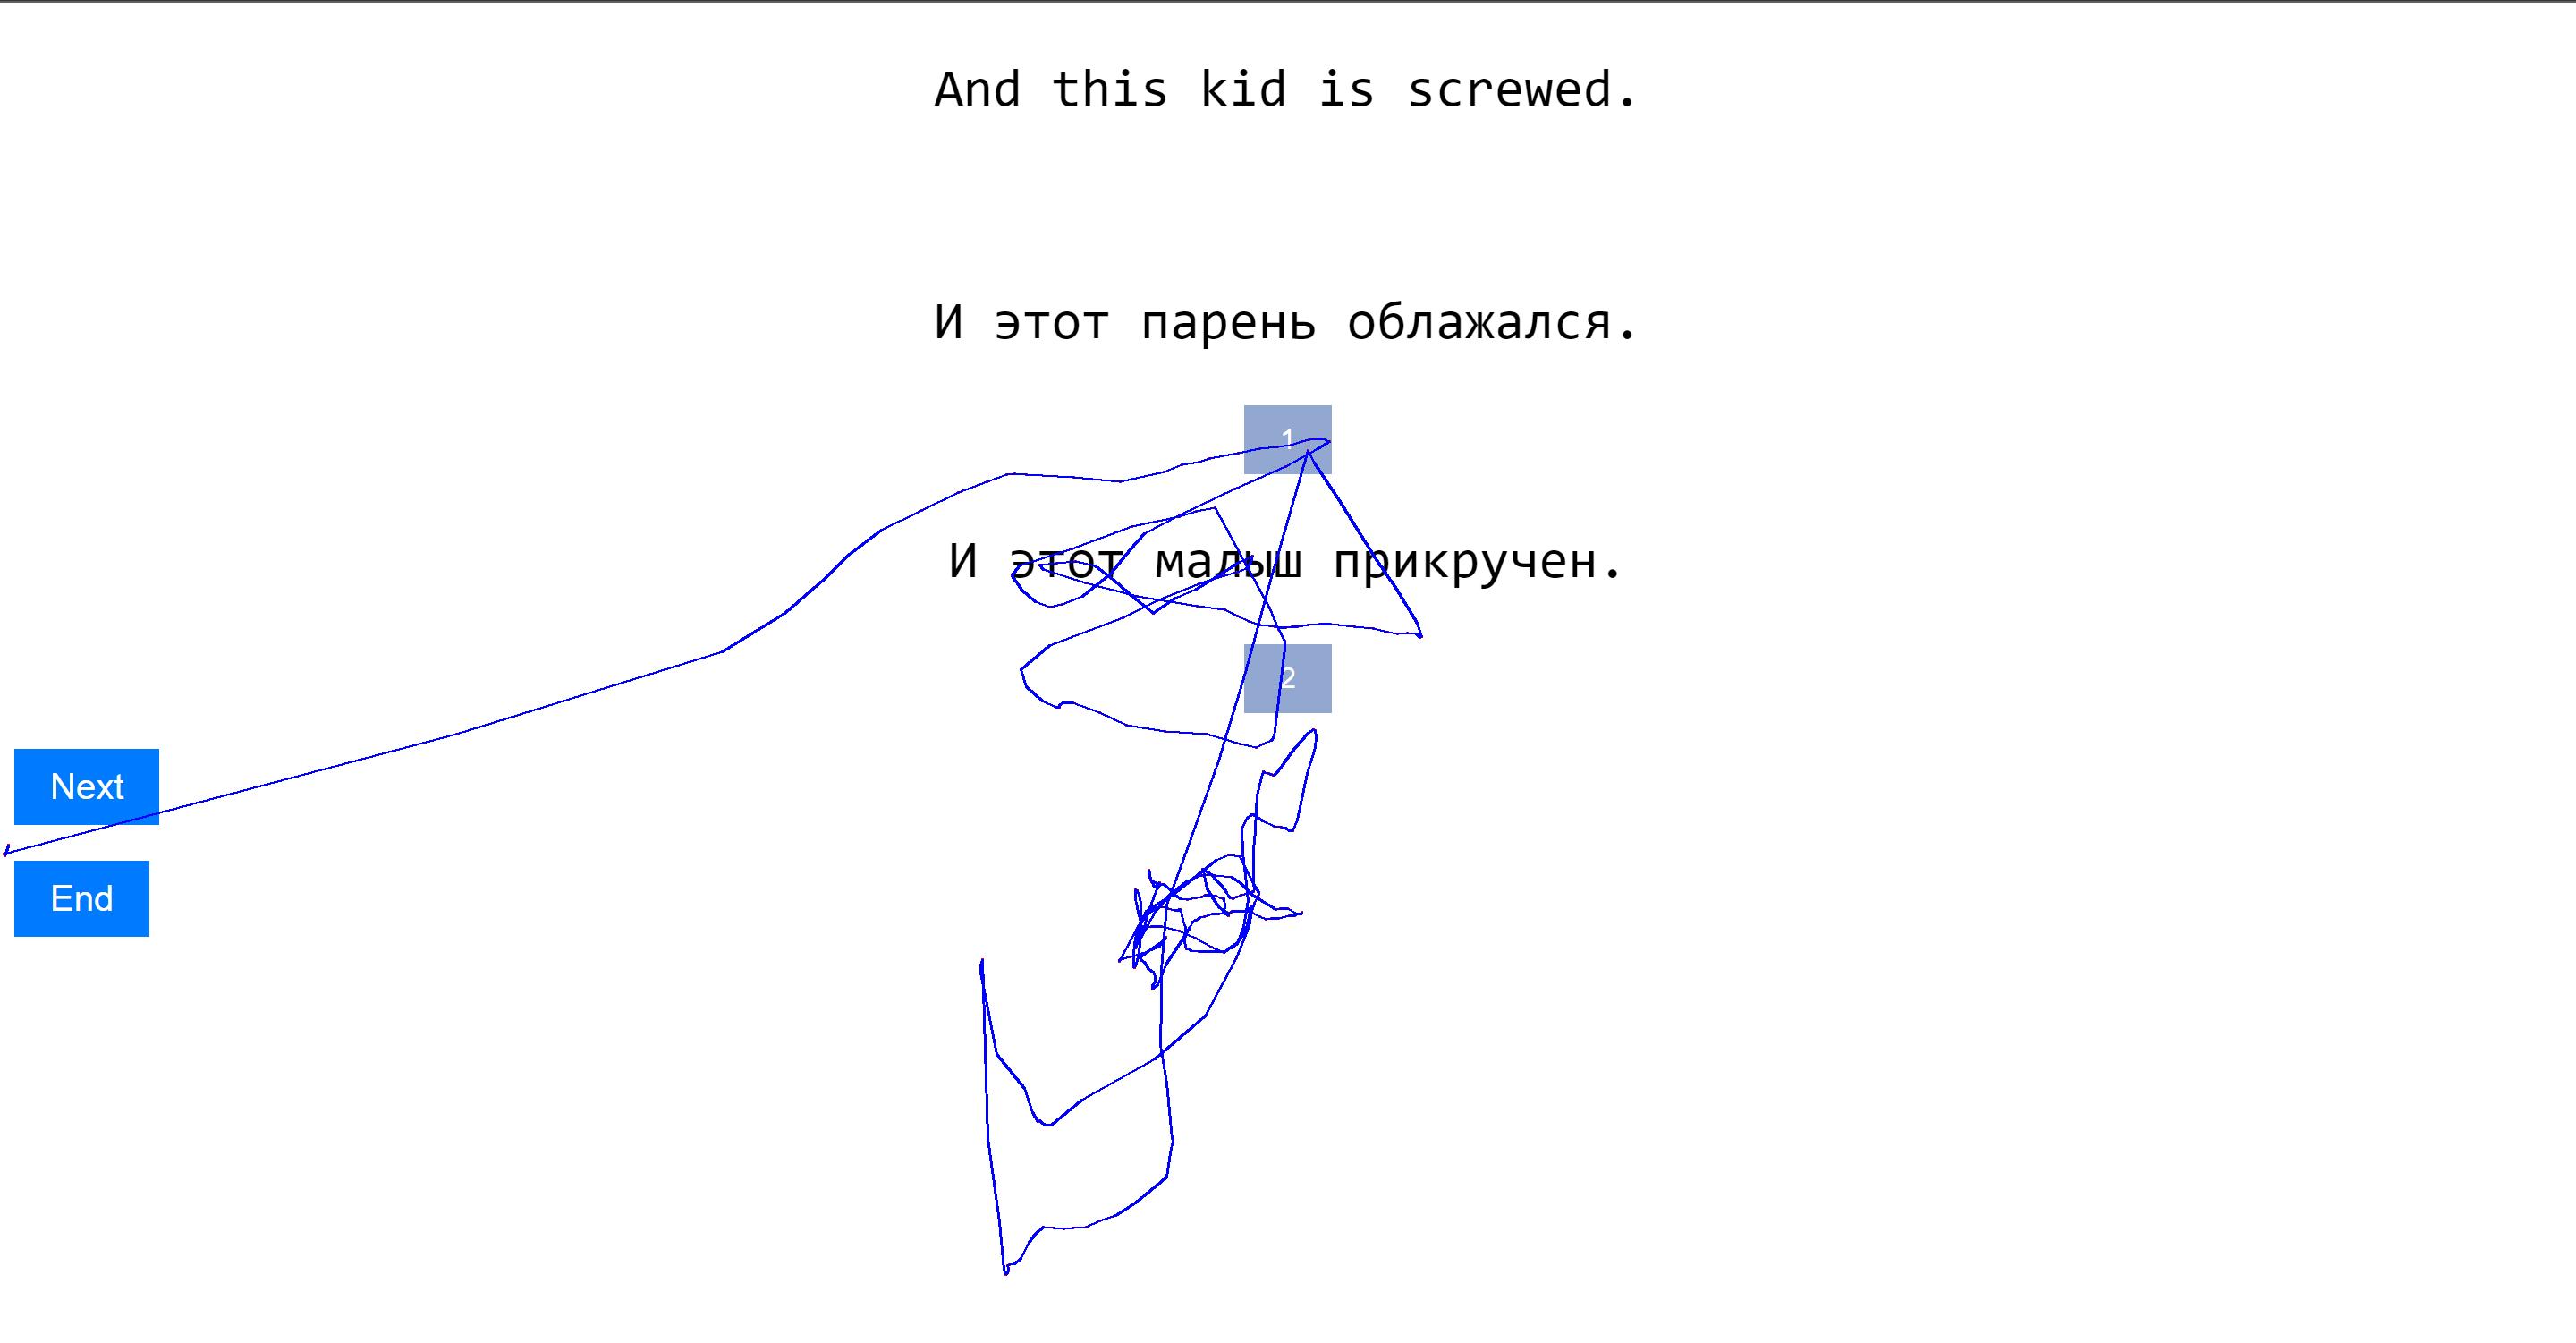 And this kid is screwed.
И этот парень облажался.
1
И этот малыш прикручен.
2
Next
End